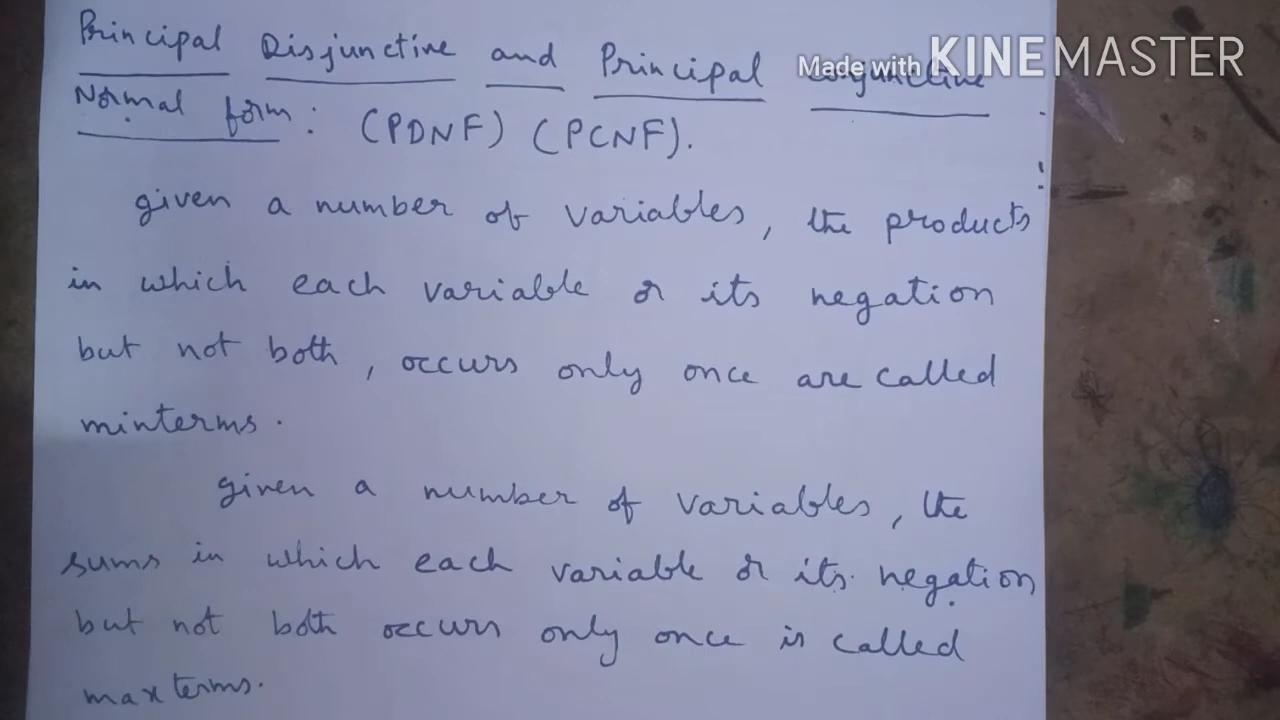 Principal Disjunctive and Principal Conjunctive
Made with KINEMASTER
Normal form: (PDNF) (PCNF).
given a number of variables, the products
in which each variable or its negation
but not both, occurs only once are called
minterms.
given a number of variables, the
sums in which each variable or its negation
but not both occurs only once is called
maxterms.